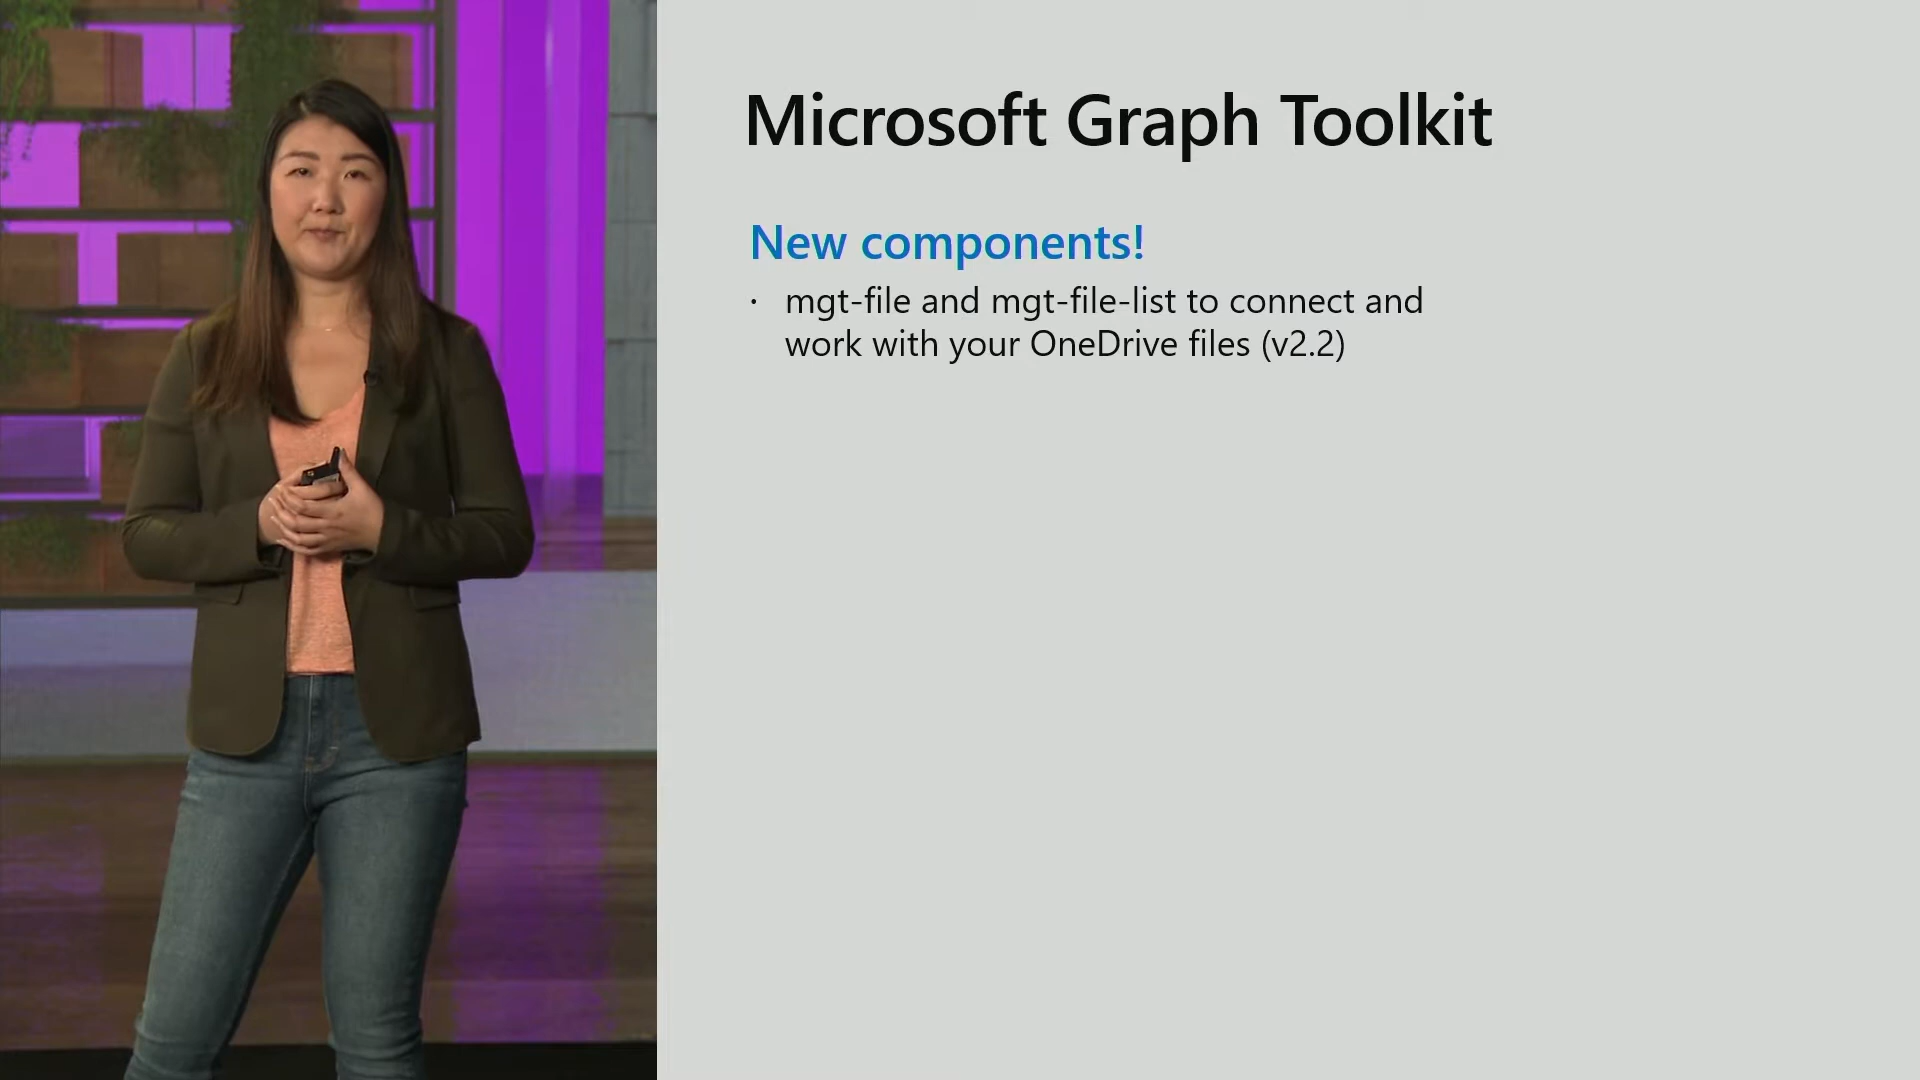 Microsoft Graph Toolkit
New components!
· mgt-file and mgt-file-list to connect and
work with your OneDrive files (v2.2)